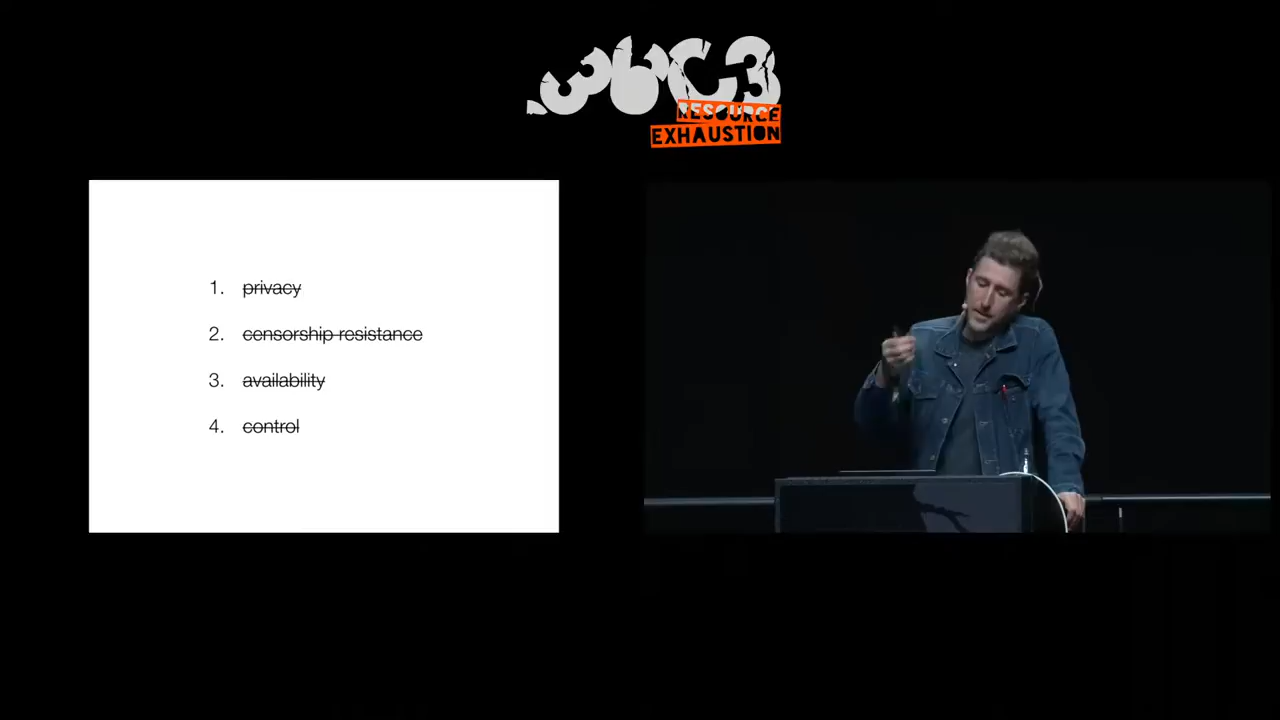 36C3
RESOURCE
EXHAUSTION
1. privacy
2. censorship resistance
3. availability
4. control